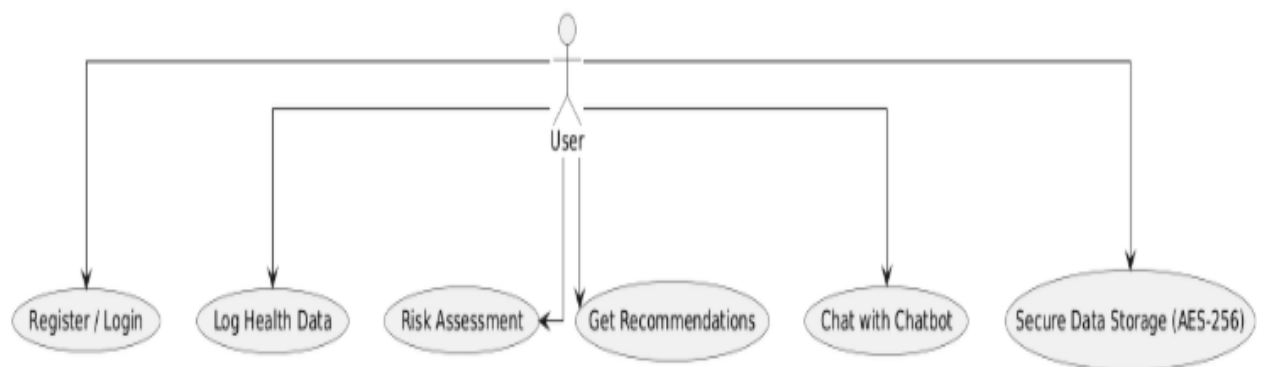 User
Register / Login
Log Health Data
Risk Assessment
Get Recommendations
Chat with Chatbot
Secure Data Storage (AES-256)